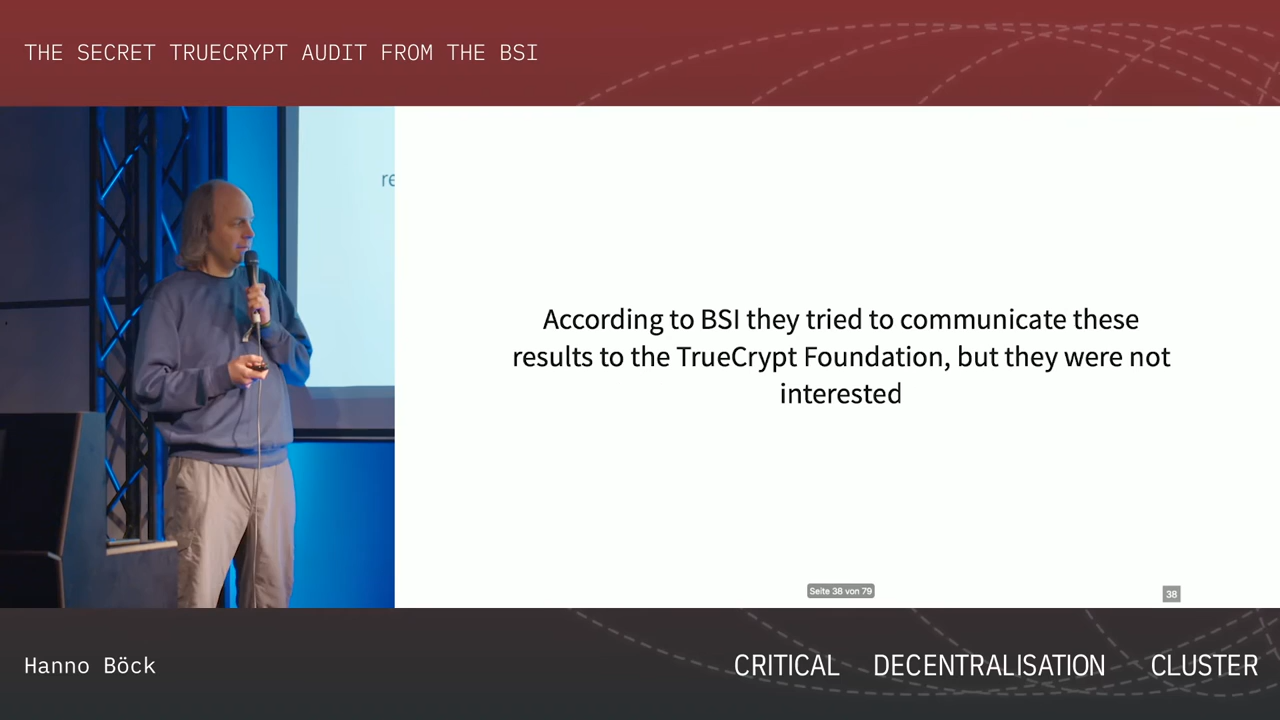 THE SECRET TRUECRYPT AUDIT FROM THE BSI
re
According to BSI they tried to communicate these
results to the TrueCrypt Foundation, but they were not
interested
Seite 38 von 79
38
Hanno Böck
CRITICAL DECENTRALISATION CLUSTER